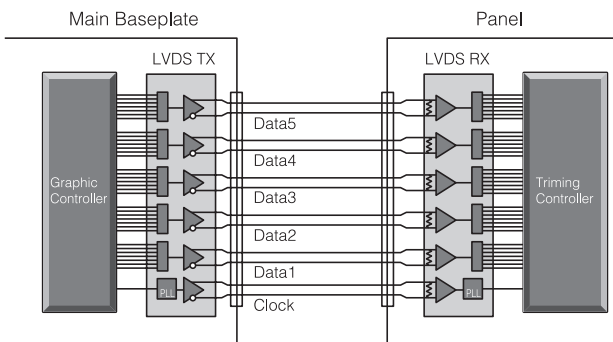 Main Baseplate
Panel
LVDS TX
LVDS RX
Data5
Data4
Graphic
Controller
Triming
Controller
Data3
Data2
Data1
PLL
PLL
Clock